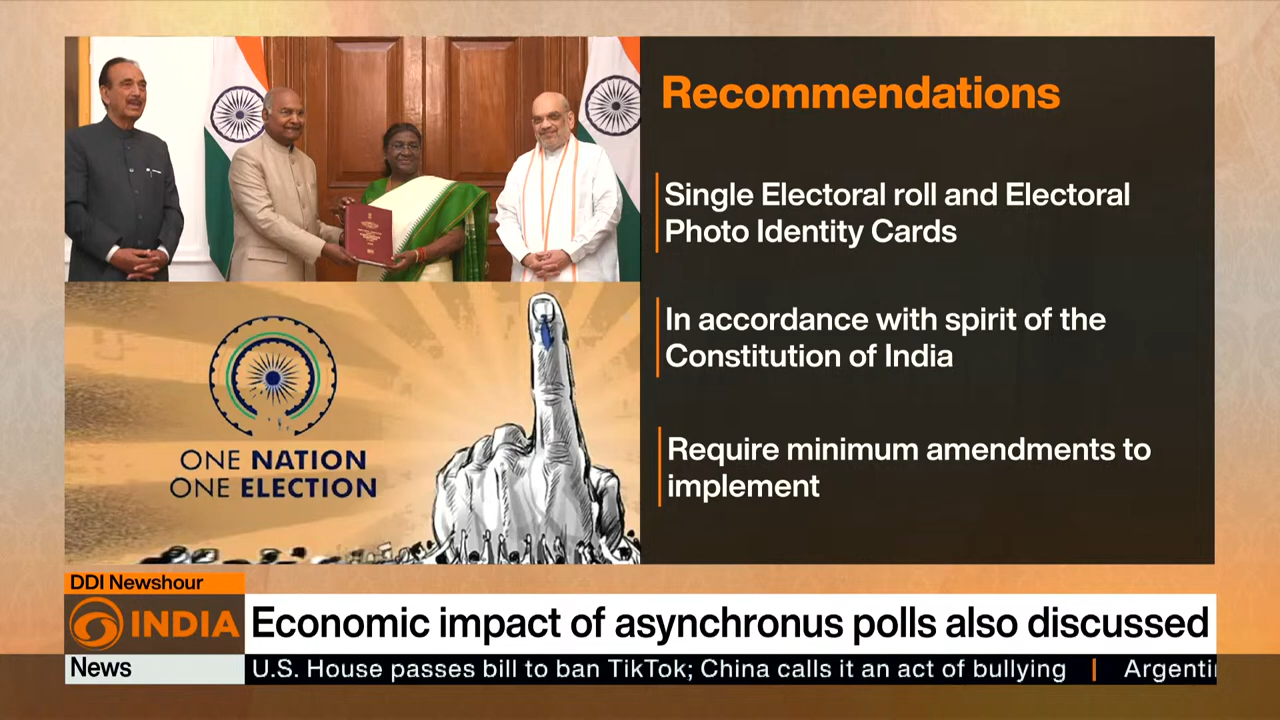 Recommendations
Single Electoral roll and Electoral
Photo Identity Cards
In accordance with spirit of the
Constitution of India
Require minimum amendments to
implement
ONE NATION
ONE ELECTION
DDI Newshour
INDIA
Economic impact of asynchronus polls also discussed
News
U.S. House passes bill to ban TikTok; China calls it an act of bullying | Argenti